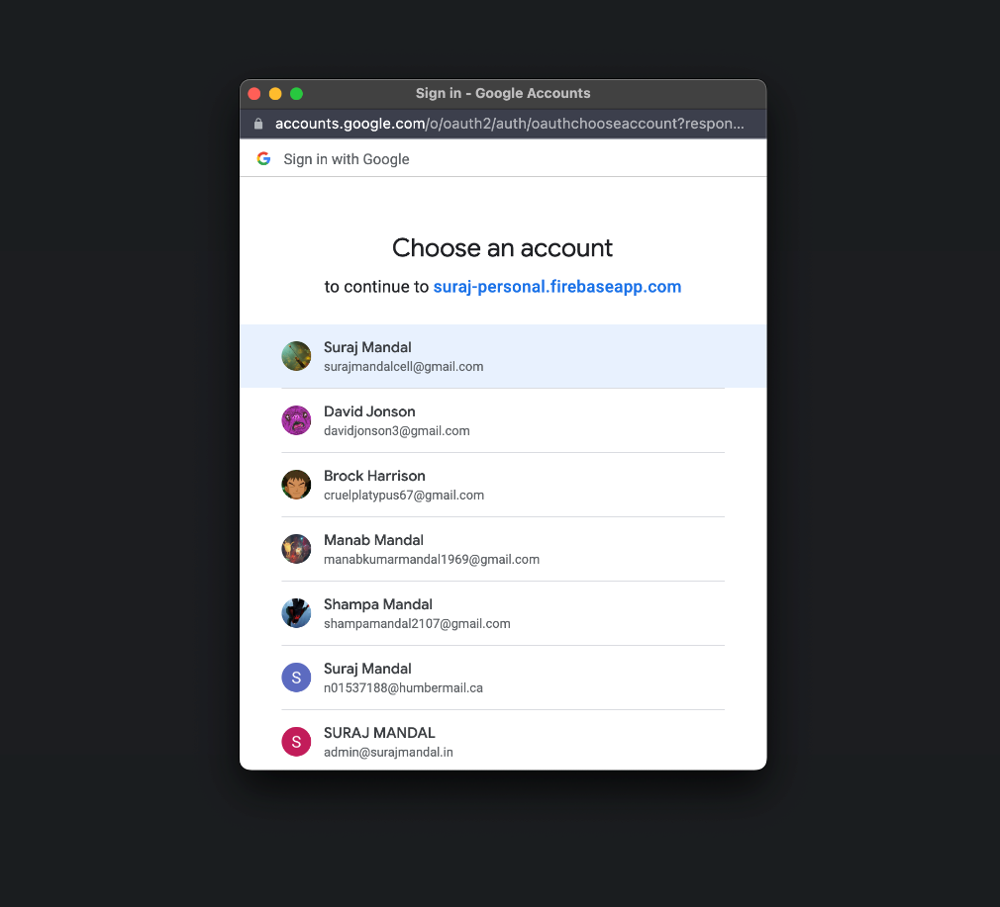 Sign in - Google Accounts
accounts.google.com/o/oauth2/auth/oauthchooseaccount?respon...
Sign in with Google
Choose an account
to continue to suraj-personal.firebaseapp.com
Suraj Mandal
surajmandalcell@gmail.com
David Jonson
davidjonson3@gmail.com
Brock Harrison
cruelplatypus67@gmail.com
Manab Mandal
manabkumarmandal1969@gmail.com
Shampa Mandal
shampamandal2107@gmail.com
S
Suraj Mandal
n01537188@humbermail.ca
S
SURAJ MANDAL
admin@surajmandal.in